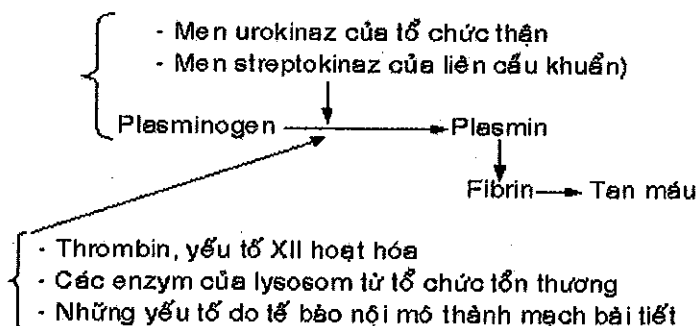 - Men urokinaz của tổ chức thận
- Men streptokinaz của liên cầu khuẩn)
Plasminogen Plasmin
Fibrin Tan máu
- Thrombin, yếu tố XII hoạt hóa
- Các enzym của lysosom từ tổ chức tổn thương
- Những yếu tố do tế bào nội mô thành mạch bài tiết